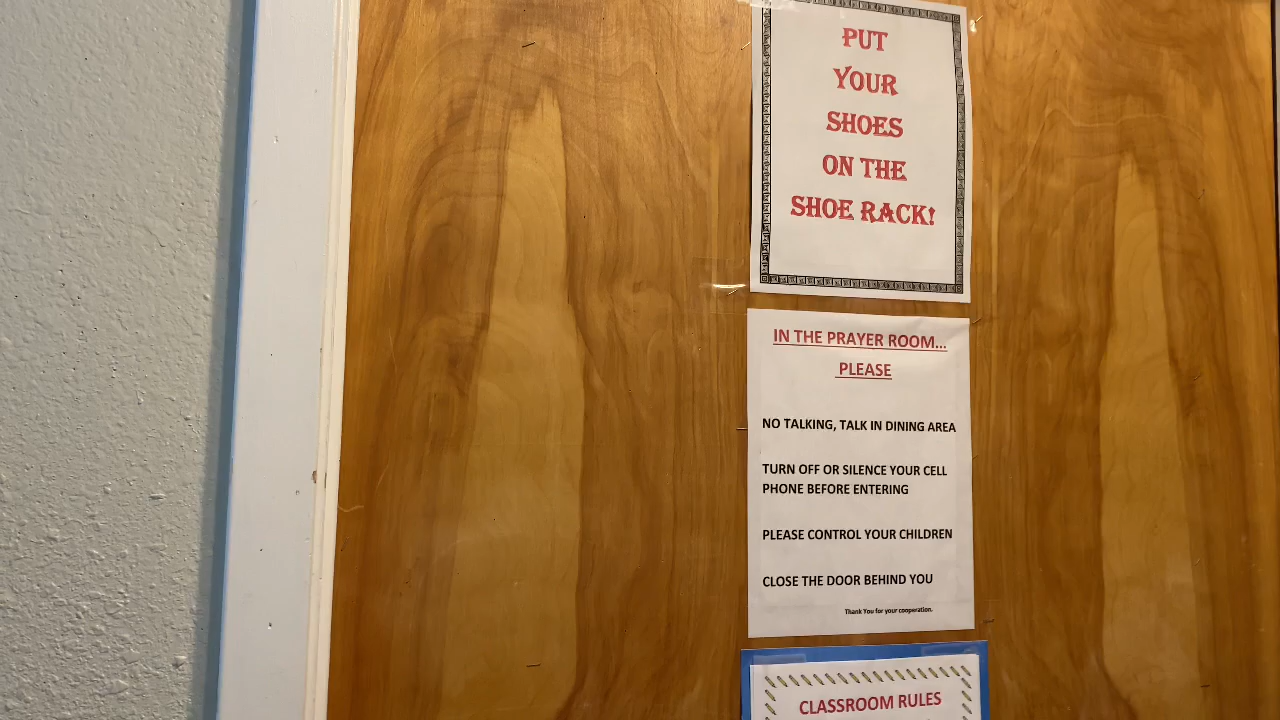 PUT
YOUR
SHOES
ON THE
SHOE RACK!
IN THE PRAYER ROOM...
PLEASE
NO TALKING, TALK IN DINING AREA
TURN OFF OR SILENCE YOUR CELL
PHONE BEFORE ENTERING
PLEASE CONTROL YOUR CHILDREN
CLOSE THE DOOR BEHIND YOU
Thank You for your cooperation.
CLASSROOM RULES